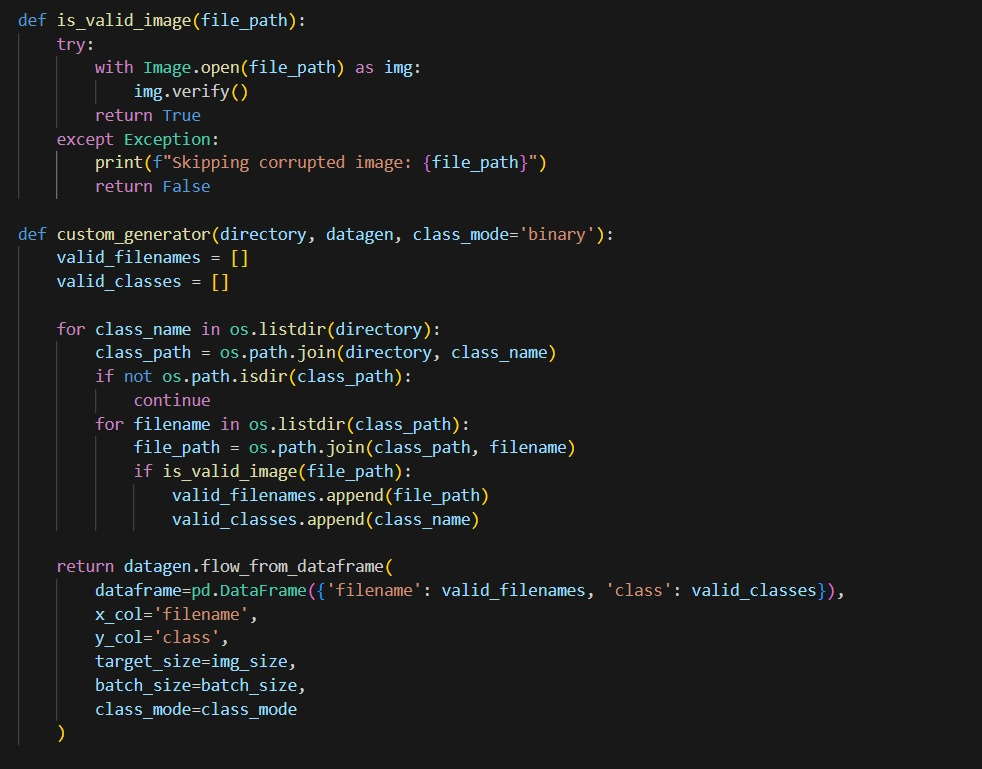 def is_valid_image(file_path):
    try:
        with Image.open(file_path) as img:
            img.verify()
        return True
    except Exception:
        print(f"Skipping corrupted image: {file_path}")
        return False

def custom_generator(directory, datagen, class_mode='binary'):
    valid_filenames = []
    valid_classes = []

    for class_name in os.listdir(directory):
        class_path = os.path.join(directory, class_name)
        if not os.path.isdir(class_path):
            continue
        for filename in os.listdir(class_path):
            file_path = os.path.join(class_path, filename)
            if is_valid_image(file_path):
                valid_filenames.append(file_path)
                valid_classes.append(class_name)

    return datagen.flow_from_dataframe(
        dataframe=pd.DataFrame({'filename': valid_filenames, 'class': valid_classes}),
        x_col='filename',
        y_col='class',
        target_size=img_size,
        batch_size=batch_size,
        class_mode=class_mode
    )